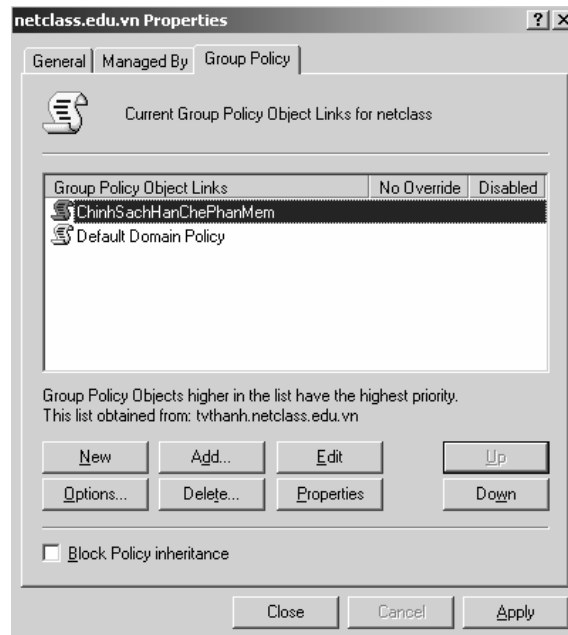 netclass.edu.vn Properties
General Managed By Group Policy
Current Group Policy Object Links for netclass
Group Policy Object Links No Override Disabled
ChinhSachHanChePhanMem
Default Domain Policy
Group Policy Objects higher in the list have the highest priority.
This list obtained from: tvthanh.netclass.edu.vn
New Add... Edit Up
Options... Delete... Properties Down
Block Policy inheritance
Close Cancel Apply